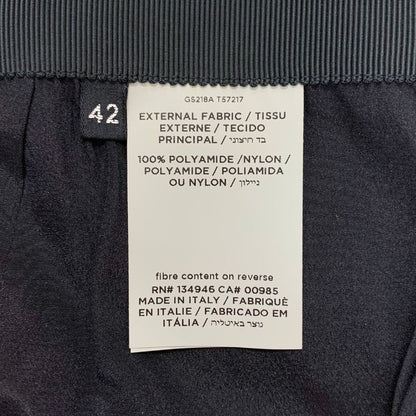 G5218A T57217
42
EXTERNAL FABRIC / TISSU
EXTERNE / TECIDO
PRINCIPAL / בד חיצוני
100% POLYAMIDE /NYLON /
POLYAMIDE / POLIAMIDA
OU NYLON / ניילון
fibre content on reverse
RN# 134946 CA# 00985
MADE IN ITALY / FABRIQUÈ
EN ITALIE / FABRICADO EM
ITÁLIA / נוצר באיטליה